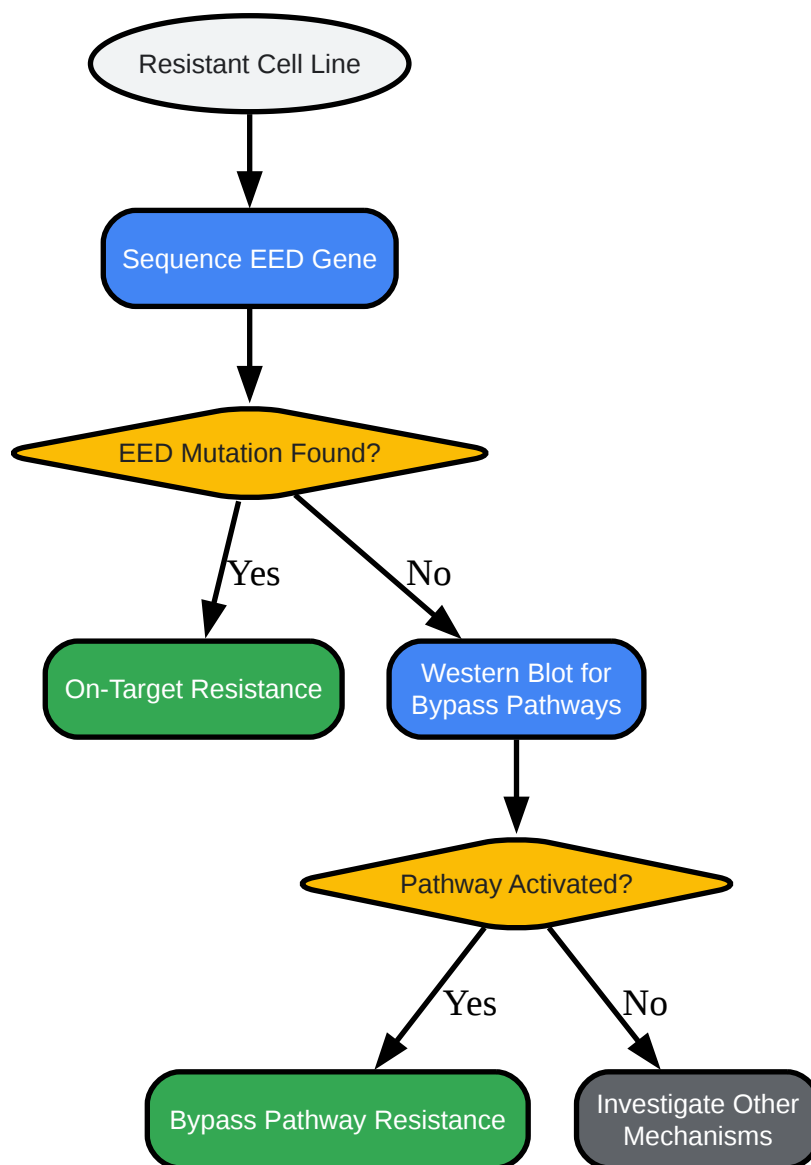 Resistant Cell Line
Sequence EED Gene
EED Mutation Found?
Yes
No
On-Target Resistance
Western Blot for
Bypass Pathways
Pathway Activated?
Yes
No
Bypass Pathway Resistance
Investigate Other
Mechanisms